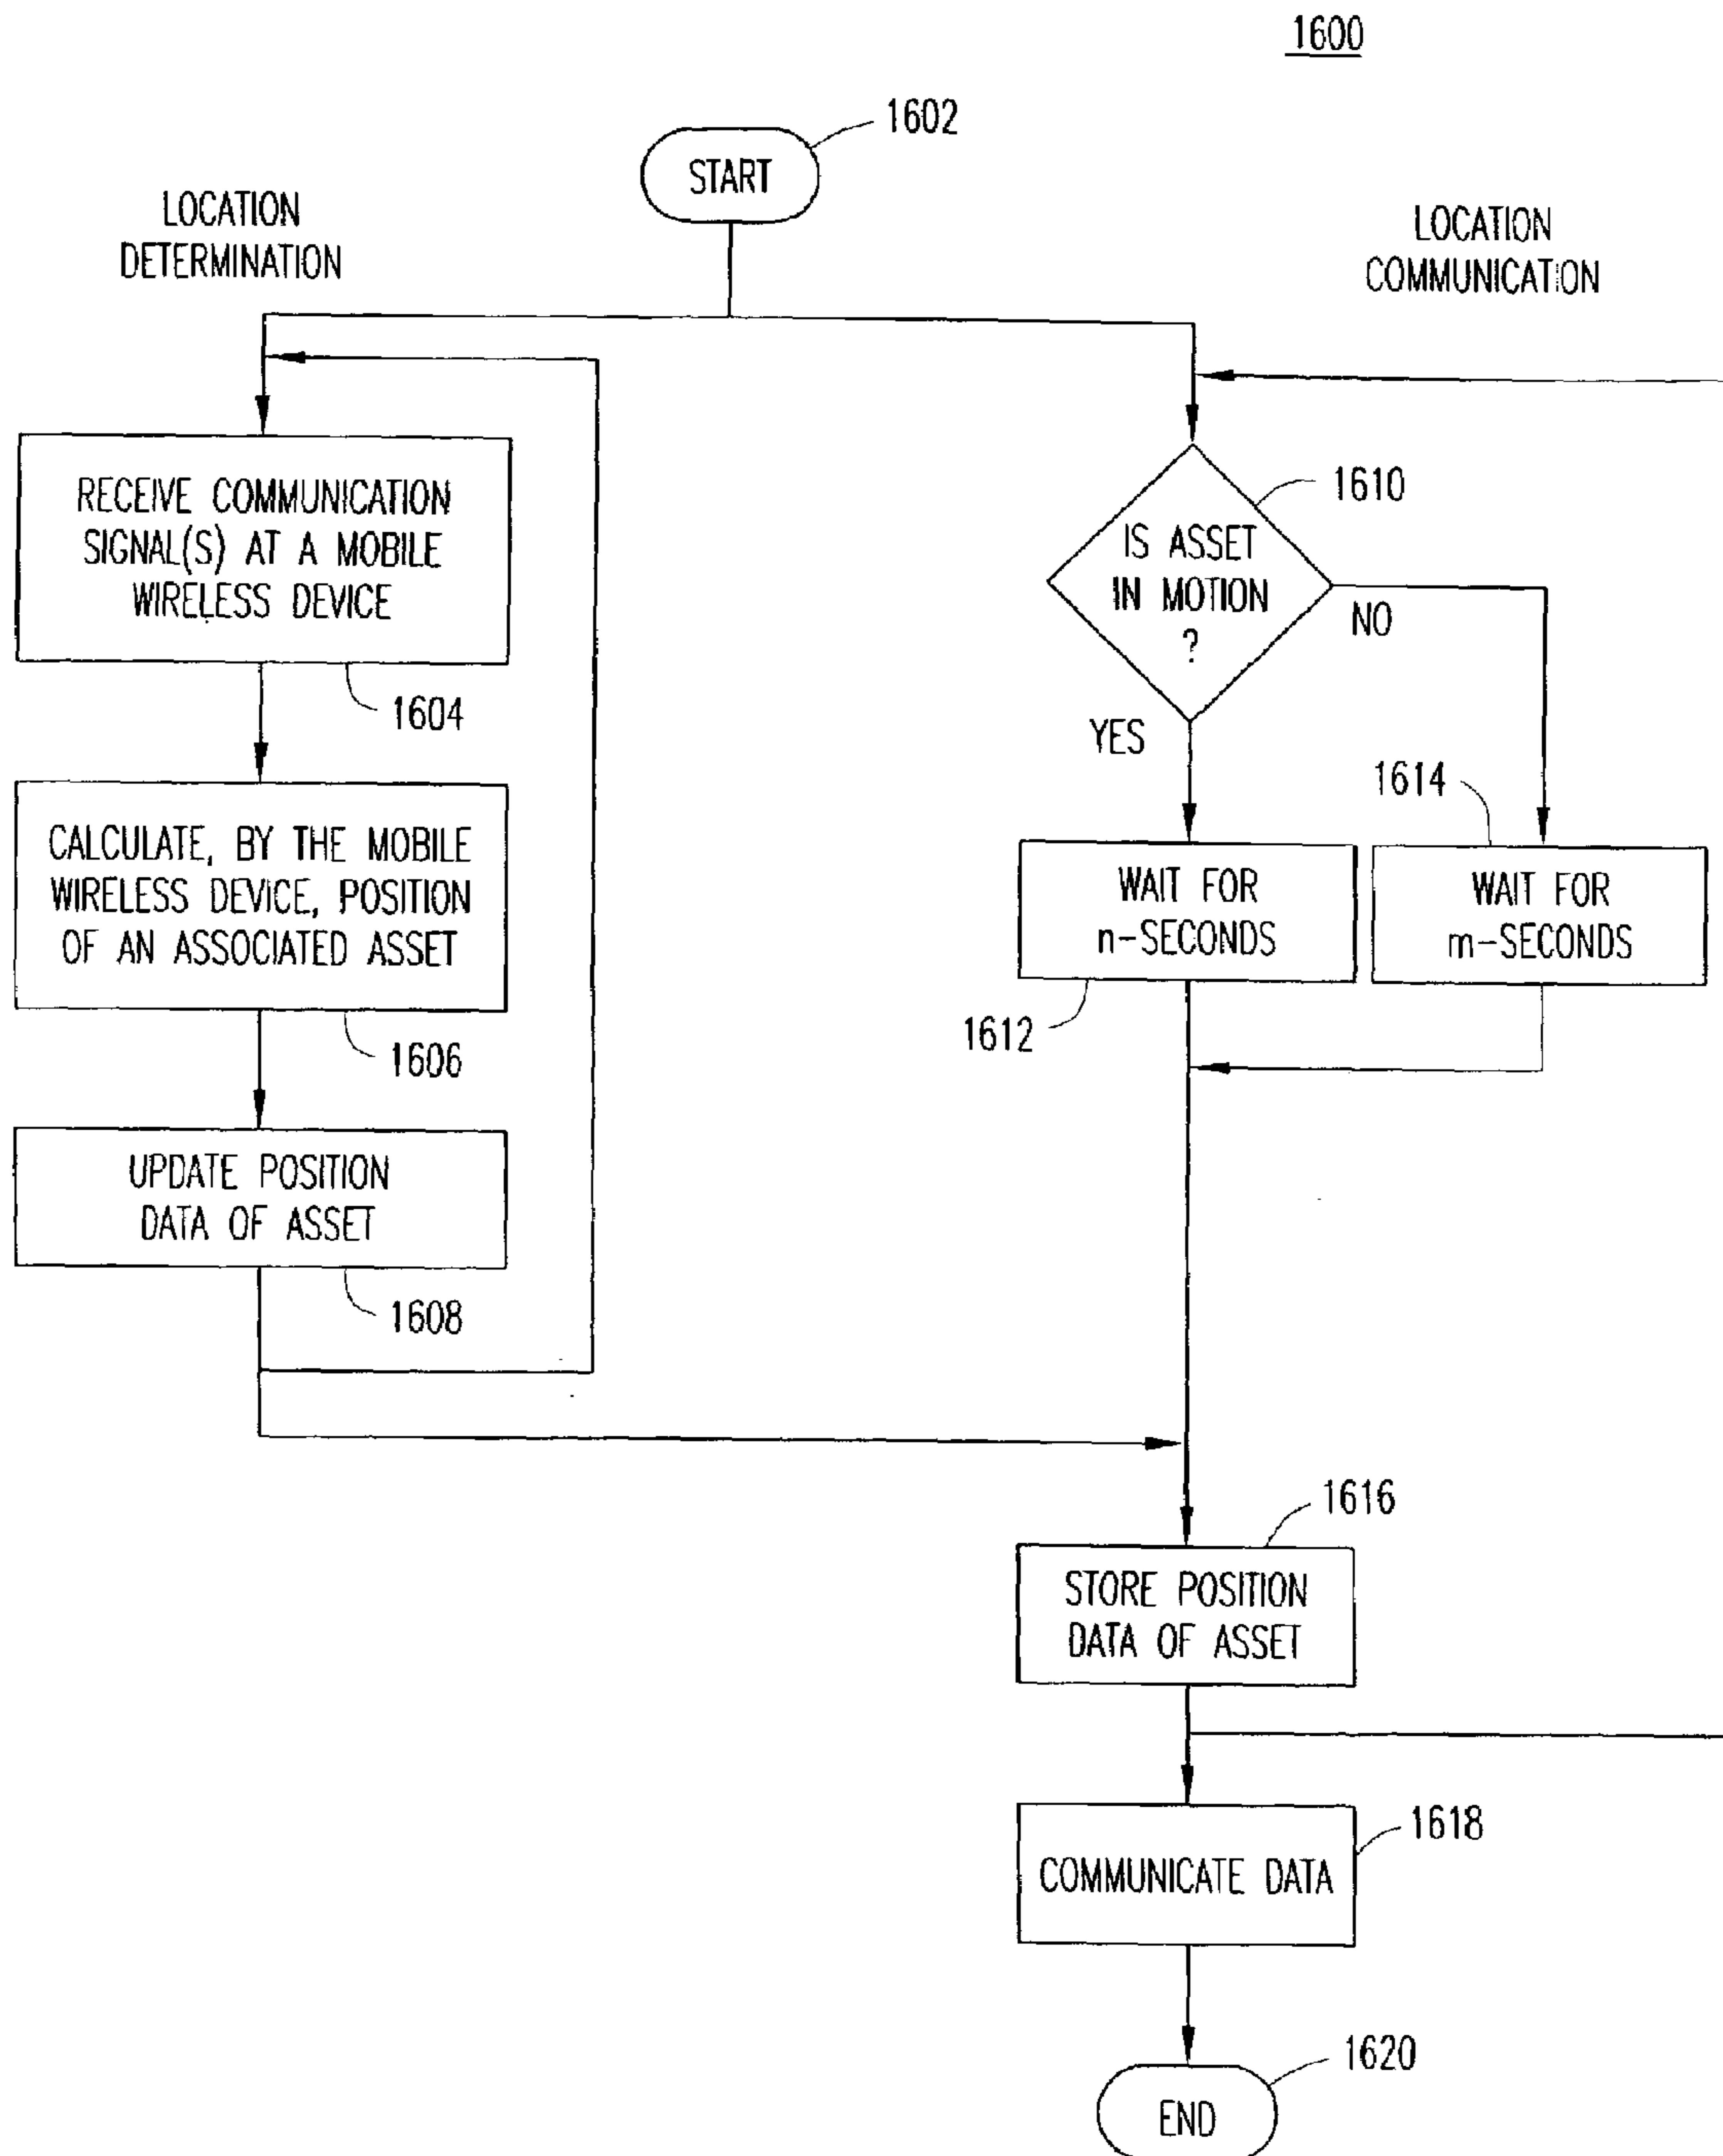 1600
1602
START
LOCATION
DETERMINATION
LOCATION
COMMUNICATION
RECEIVE COMMUNICATION
SIGNAL(S) AT A MOBILE
WIRELESS DEVICE
1604
CALCULATE, BY THE MOBILE
WIRELESS DEVICE, POSITION
OF AN ASSOCIATED ASSET
1606
UPDATE POSITION
DATA OF ASSET
1608
1610
IS ASSET
IN MOTION
?
NO
YES
1614
WAIT FOR
n-SECONDS
1612
WAIT FOR
m-SECONDS
1616
STORE POSITION
DATA OF ASSET
1618
COMMUNICATE DATA
1620
END